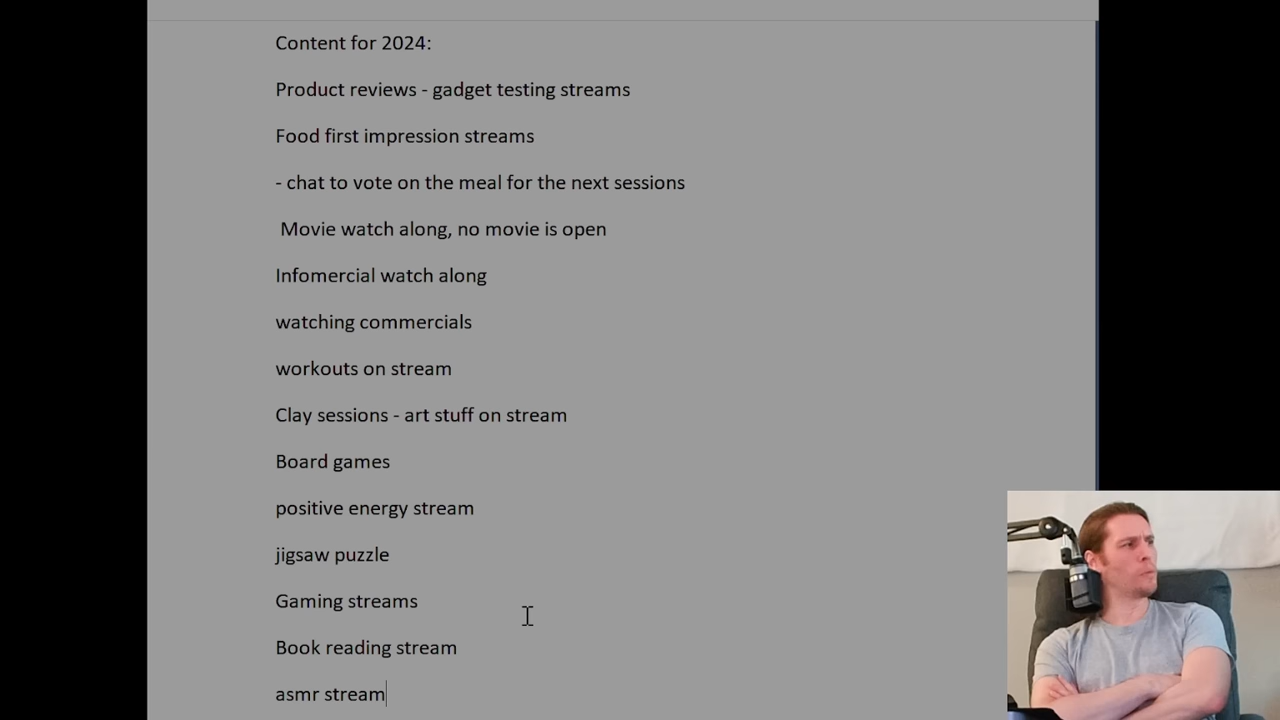 Content for 2024:
Product reviews - gadget testing streams
Food first impression streams
- chat to vote on the meal for the next sessions
Movie watch along, no movie is open
Infomercial watch along
watching commercials
workouts on stream
Clay sessions - art stuff on stream
Board games
positive energy stream
jigsaw puzzle
Gaming streams
Book reading stream
asmr stream